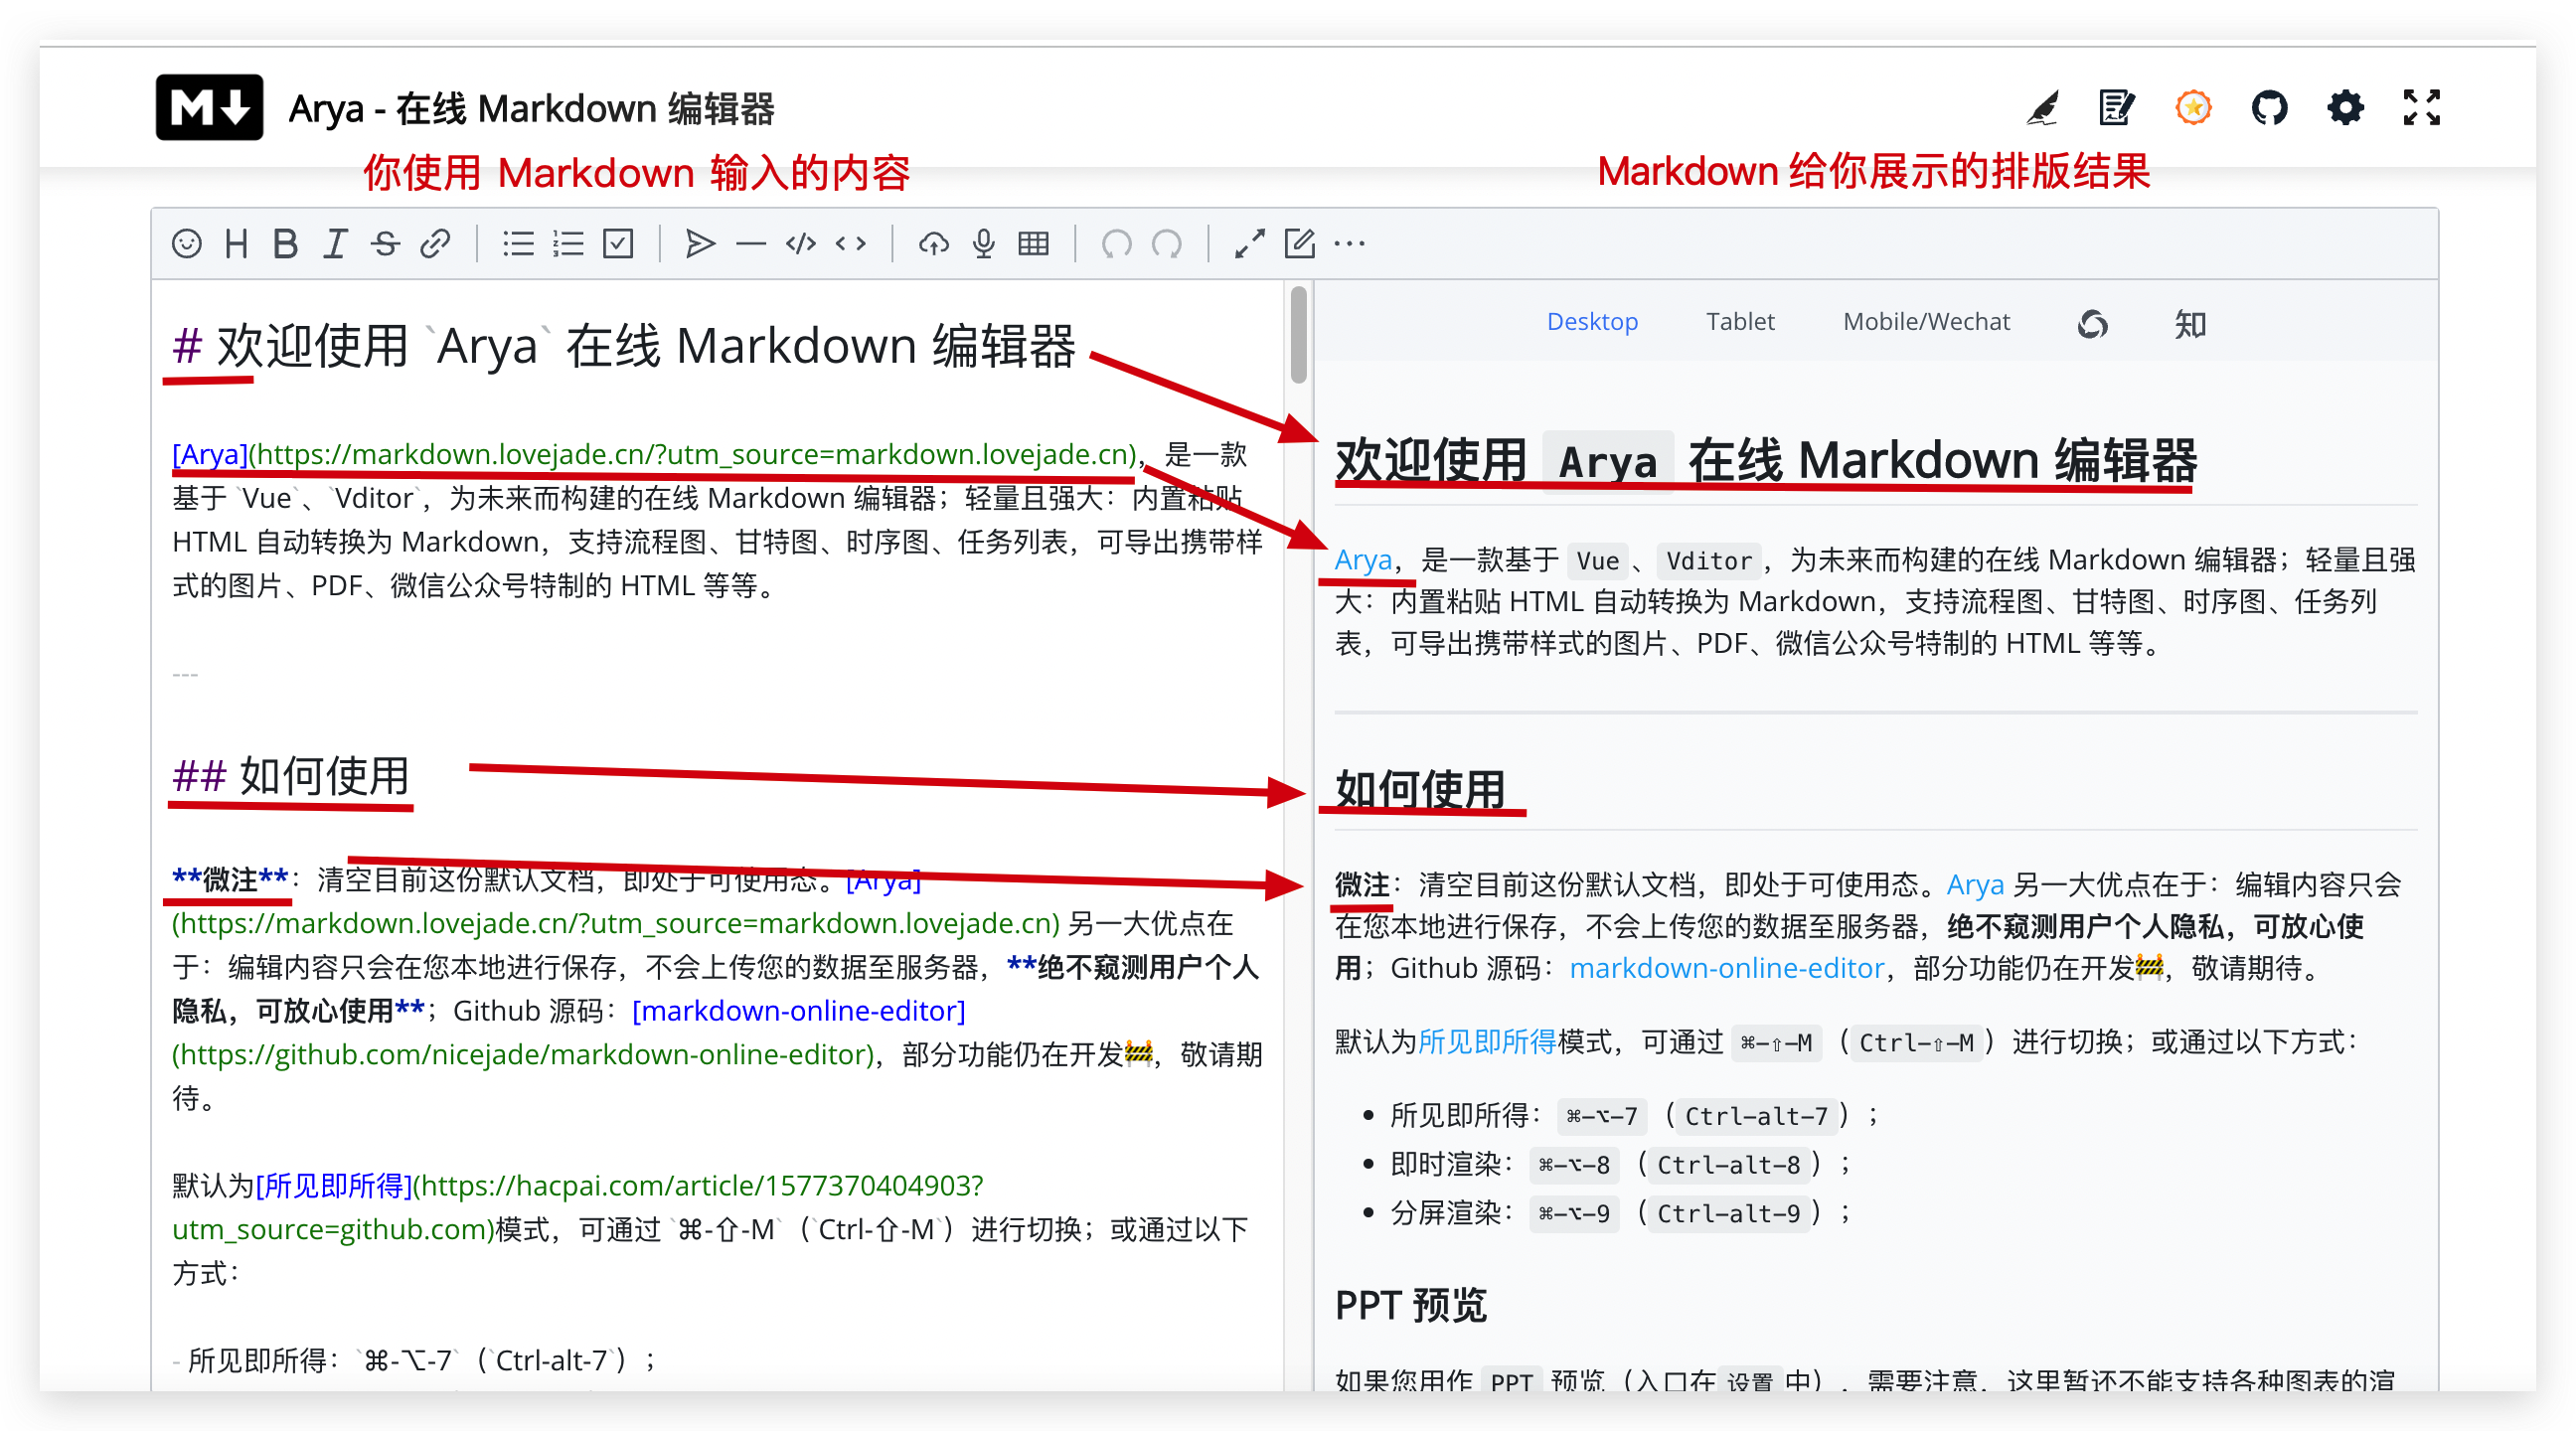 M↓ Arya - 在线 Markdown 编辑器
你使用 Markdown 输入的内容
Markdown 给你展示的排版结果
# 欢迎使用 `Arya` 在线 Markdown 编辑器
[Arya](https://markdown.lovejade.cn/?utm_source=markdown.lovejade.cn)，是一款
基于 `Vue`、`Vditor`，为未来而构建的在线 Markdown 编辑器；轻量且强大：内置粘贴
HTML 自动转换为 Markdown，支持流程图、甘特图、时序图、任务列表，可导出携带样
式的图片、PDF、微信公众号特制的 HTML 等等。
---
## 如何使用
**微注**：清空目前这份默认文档，即处于可使用态。[Arya]
(https://markdown.lovejade.cn/?utm_source=markdown.lovejade.cn) 另一大优点在
于：编辑内容只会在您本地进行保存，不会上传您的数据至服务器，**绝不窥测用户个人
隐私，可放心使用**；Github 源码：[markdown-online-editor]
(https://github.com/nicejade/markdown-online-editor)，部分功能仍在开发🚧，敬请期
待。
默认为[所见即所得](https://hacpai.com/article/1577370404903?
utm_source=github.com)模式，可通过 `⌘-⇧-M`（`Ctrl-⇧-M`）进行切换；或通过以下
方式：
- 所见即所得：`⌘-⌥-7`（`Ctrl-alt-7`）；
Desktop Tablet Mobile/Wechat 知
欢迎使用 Arya 在线 Markdown 编辑器
Arya，是一款基于 Vue、Vditor，为未来而构建的在线 Markdown 编辑器；轻量且强
大：内置粘贴 HTML 自动转换为 Markdown，支持流程图、甘特图、时序图、任务列
表，可导出携带样式的图片、PDF、微信公众号特制的 HTML 等等。
如何使用
微注：清空目前这份默认文档，即处于可使用态。Arya 另一大优点在于：编辑内容只会
在您本地进行保存，不会上传您的数据至服务器，绝不窥测用户个人隐私，可放心使
用；Github 源码：markdown-online-editor，部分功能仍在开发🚧，敬请期待。
默认为所见即所得模式，可通过 ⌘-⇧-M（Ctrl-⇧-M）进行切换；或通过以下方式：
• 所见即所得：⌘-⌥-7（Ctrl-alt-7）；
• 即时渲染：⌘-⌥-8（Ctrl-alt-8）；
• 分屏渲染：⌘-⌥-9（Ctrl-alt-9）；
PPT 预览
如果您用作 PPT 预览（入口在设置中），需要注意，这里暂还不能支持各种图表的渲